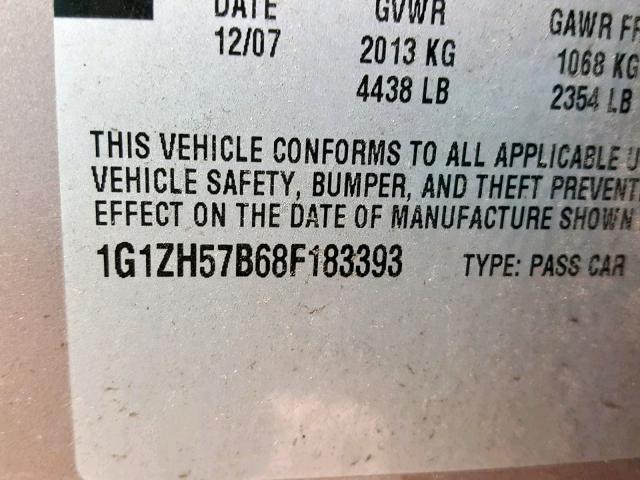 DATE GVWR GAWR
12/07 2013 KG 1068 KG
4438 LB 2354 LB
THIS VEHICLE CONFORMS TO ALL APPLICABLE
VEHICLE SAFETY, BUMPER, AND THEFT PREVENTI
EFFECT ON THE DATE OF MANUFACTURE SHOWN
1G1ZH57B68F183393 TYPE: PASS CAR